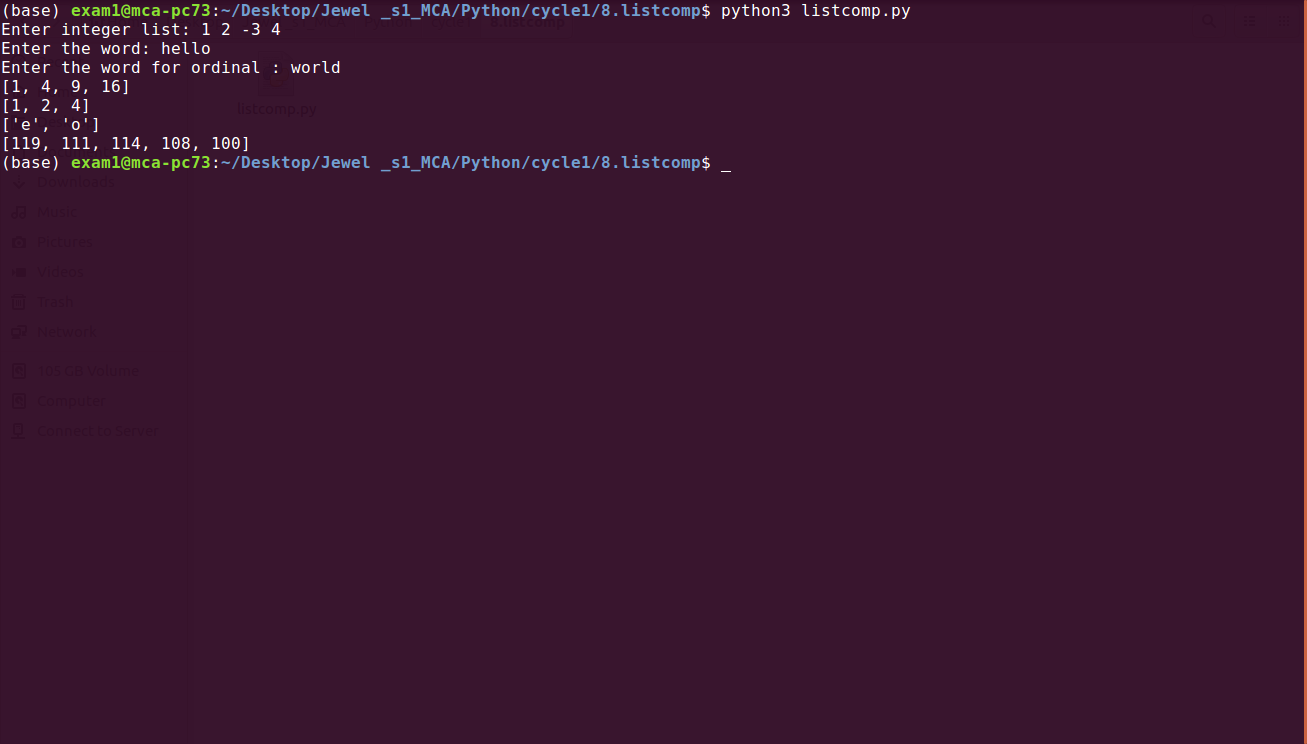 (base) exam1@mca-pc73:~/Desktop/Jewel _s1_MCA/Python/cycle1/8.listcomp$ python3 listcomp.py
Enter integer list: 1 2 -3 4
Enter the word: hello
Enter the word for ordinal : world
[1, 4, 9, 16]
[1, 2, 4]
listcomp.py
['e', 'o']
[119, 111, 114, 108, 100]
(base) exam1@mca-pc73:~/Desktop/Jewel _s1_MCA/Python/cycle1/8.listcomp$ _
Downloads
Music
Pictures
Videos
Trash
Network
105 GB Volume
Computer
Connect to Server